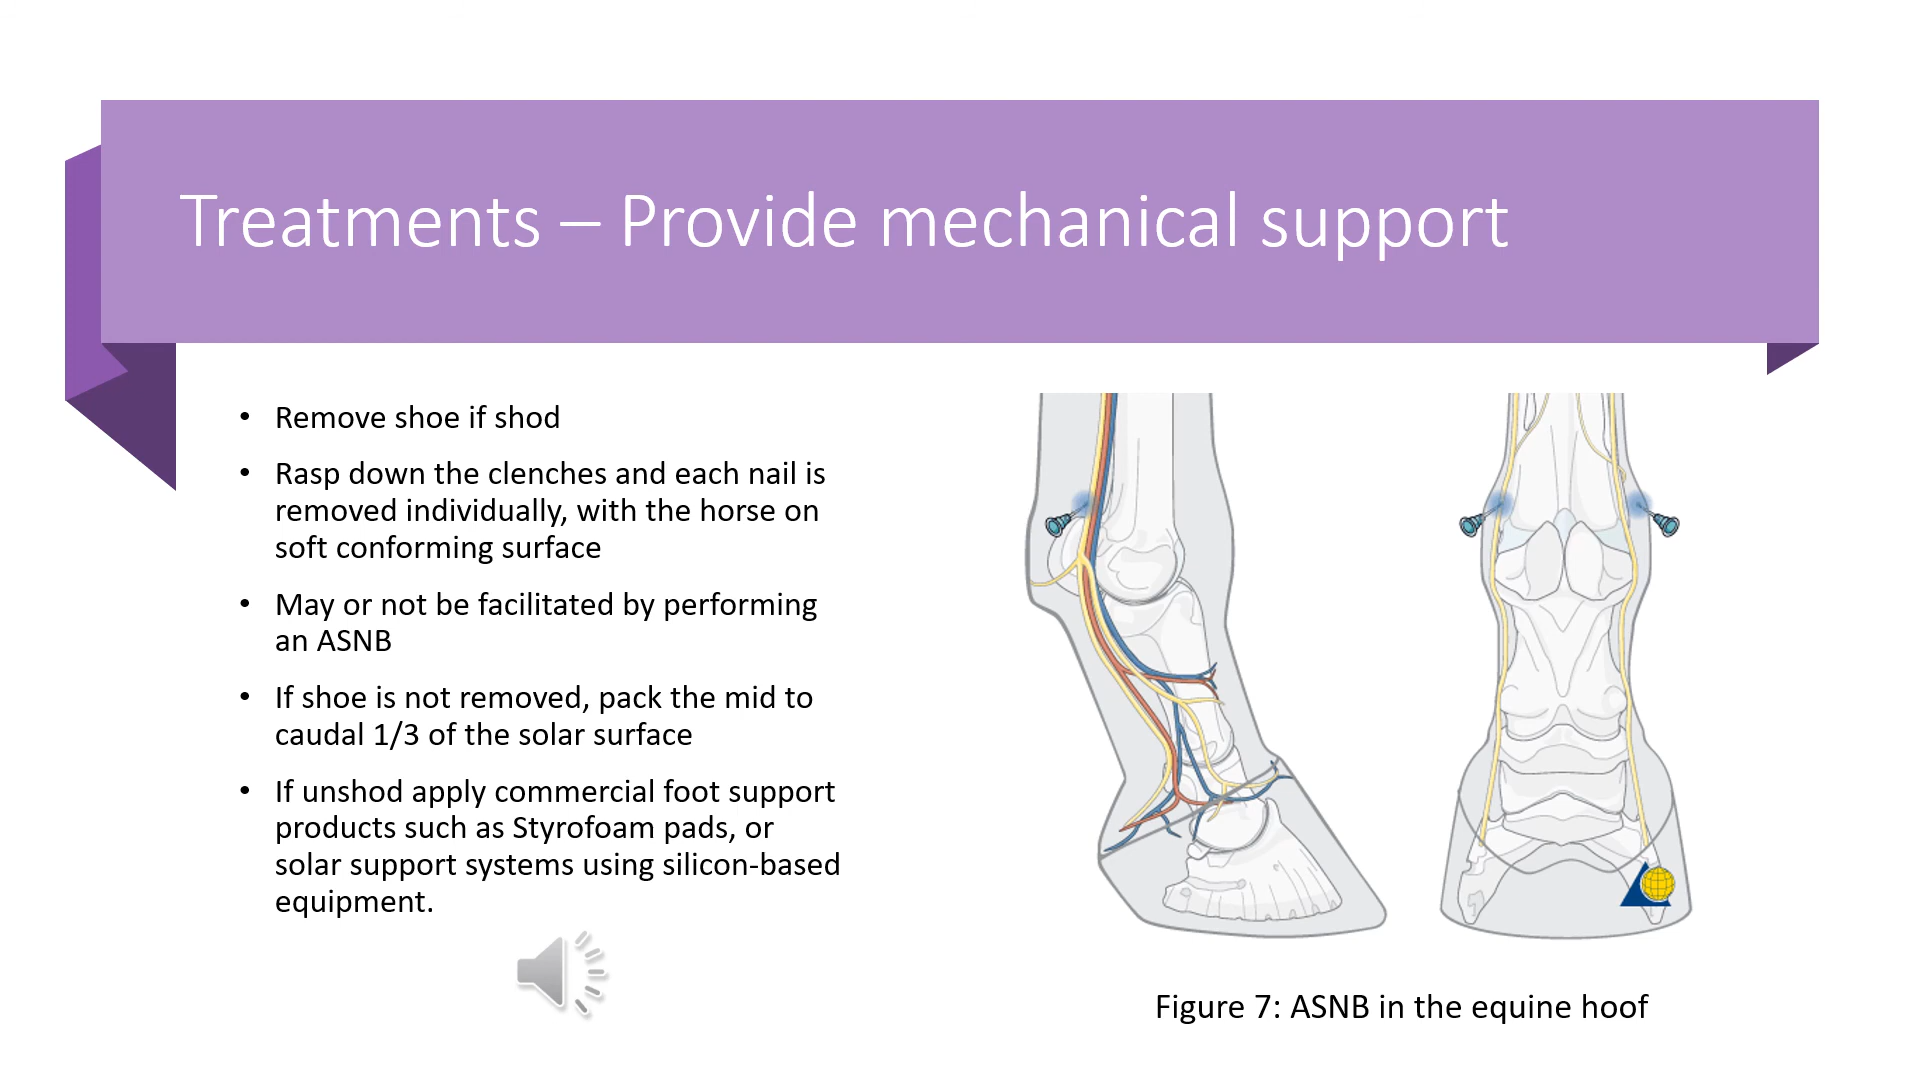 Treatments – Provide mechanical support
• Remove shoe if shod
• Rasp down the clenches and each nail is
removed individually, with the horse on
soft conforming surface
• May or not be facilitated by performing
an ASNB
• If shoe is not removed, pack the mid to
caudal 1/3 of the solar surface
• If unshod apply commercial foot support
products such as Styrofoam pads, or
solar support systems using silicon-based
equipment.
Figure 7: ASNB in the equine hoof